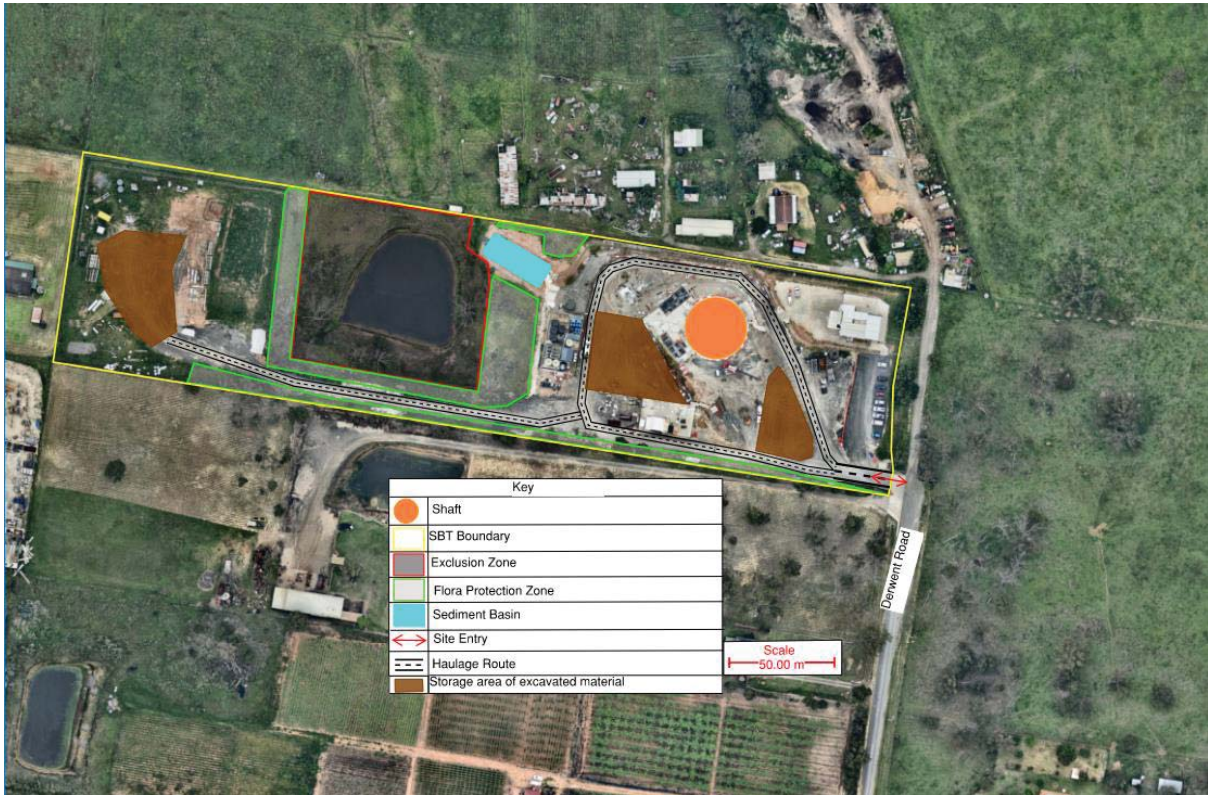 Key
Shaft
SBT Boundary
Exclusion Zone
Flora Protection Zone
Sediment Basin
Site Entry
Haulage Route
Storage area of excavated material
Scale
50.00 m
Derwent Road